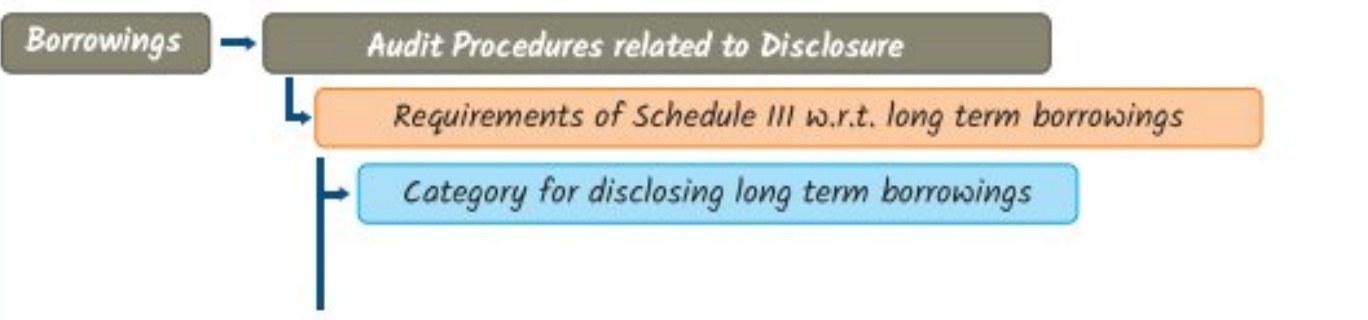 Borrowings
Audit Procedures related to Disclosure
Requirements of Schedule III w.r.t. long term borrowings
Category for disclosing long term borrowings